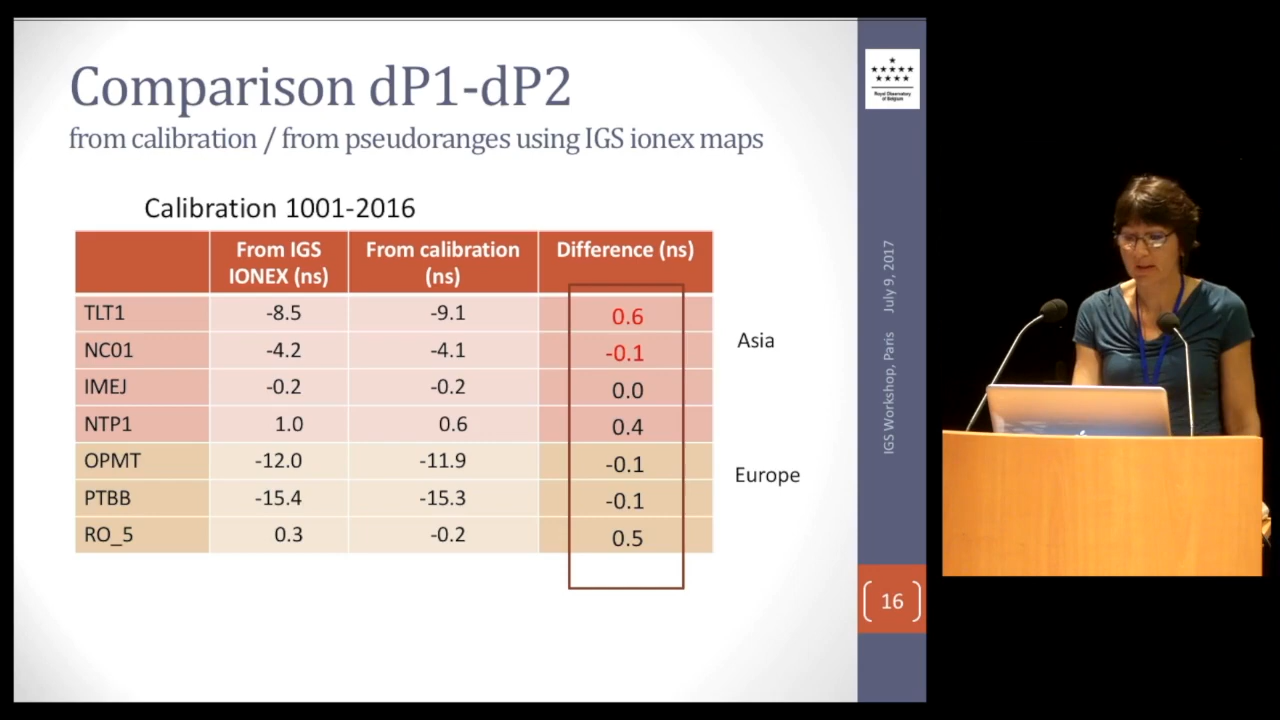 Comparison dP1-dP2
from calibration / from pseudoranges using IGS ionex maps
Calibration 1001-2016
From IGS IONEX (ns) From calibration (ns) Difference (ns)
TLT1 -8.5 -9.1 0.6
NC01 -4.2 -4.1 -0.1
IMEJ -0.2 -0.2 0.0
NTP1 1.0 0.6 0.4
OPMT -12.0 -11.9 -0.1
PTBB -15.4 -15.3 -0.1
RO_5 0.3 -0.2 0.5
Asia
Europe
Royal Observatory
of Belgium
IGS Workshop, Paris July 9, 2017
16